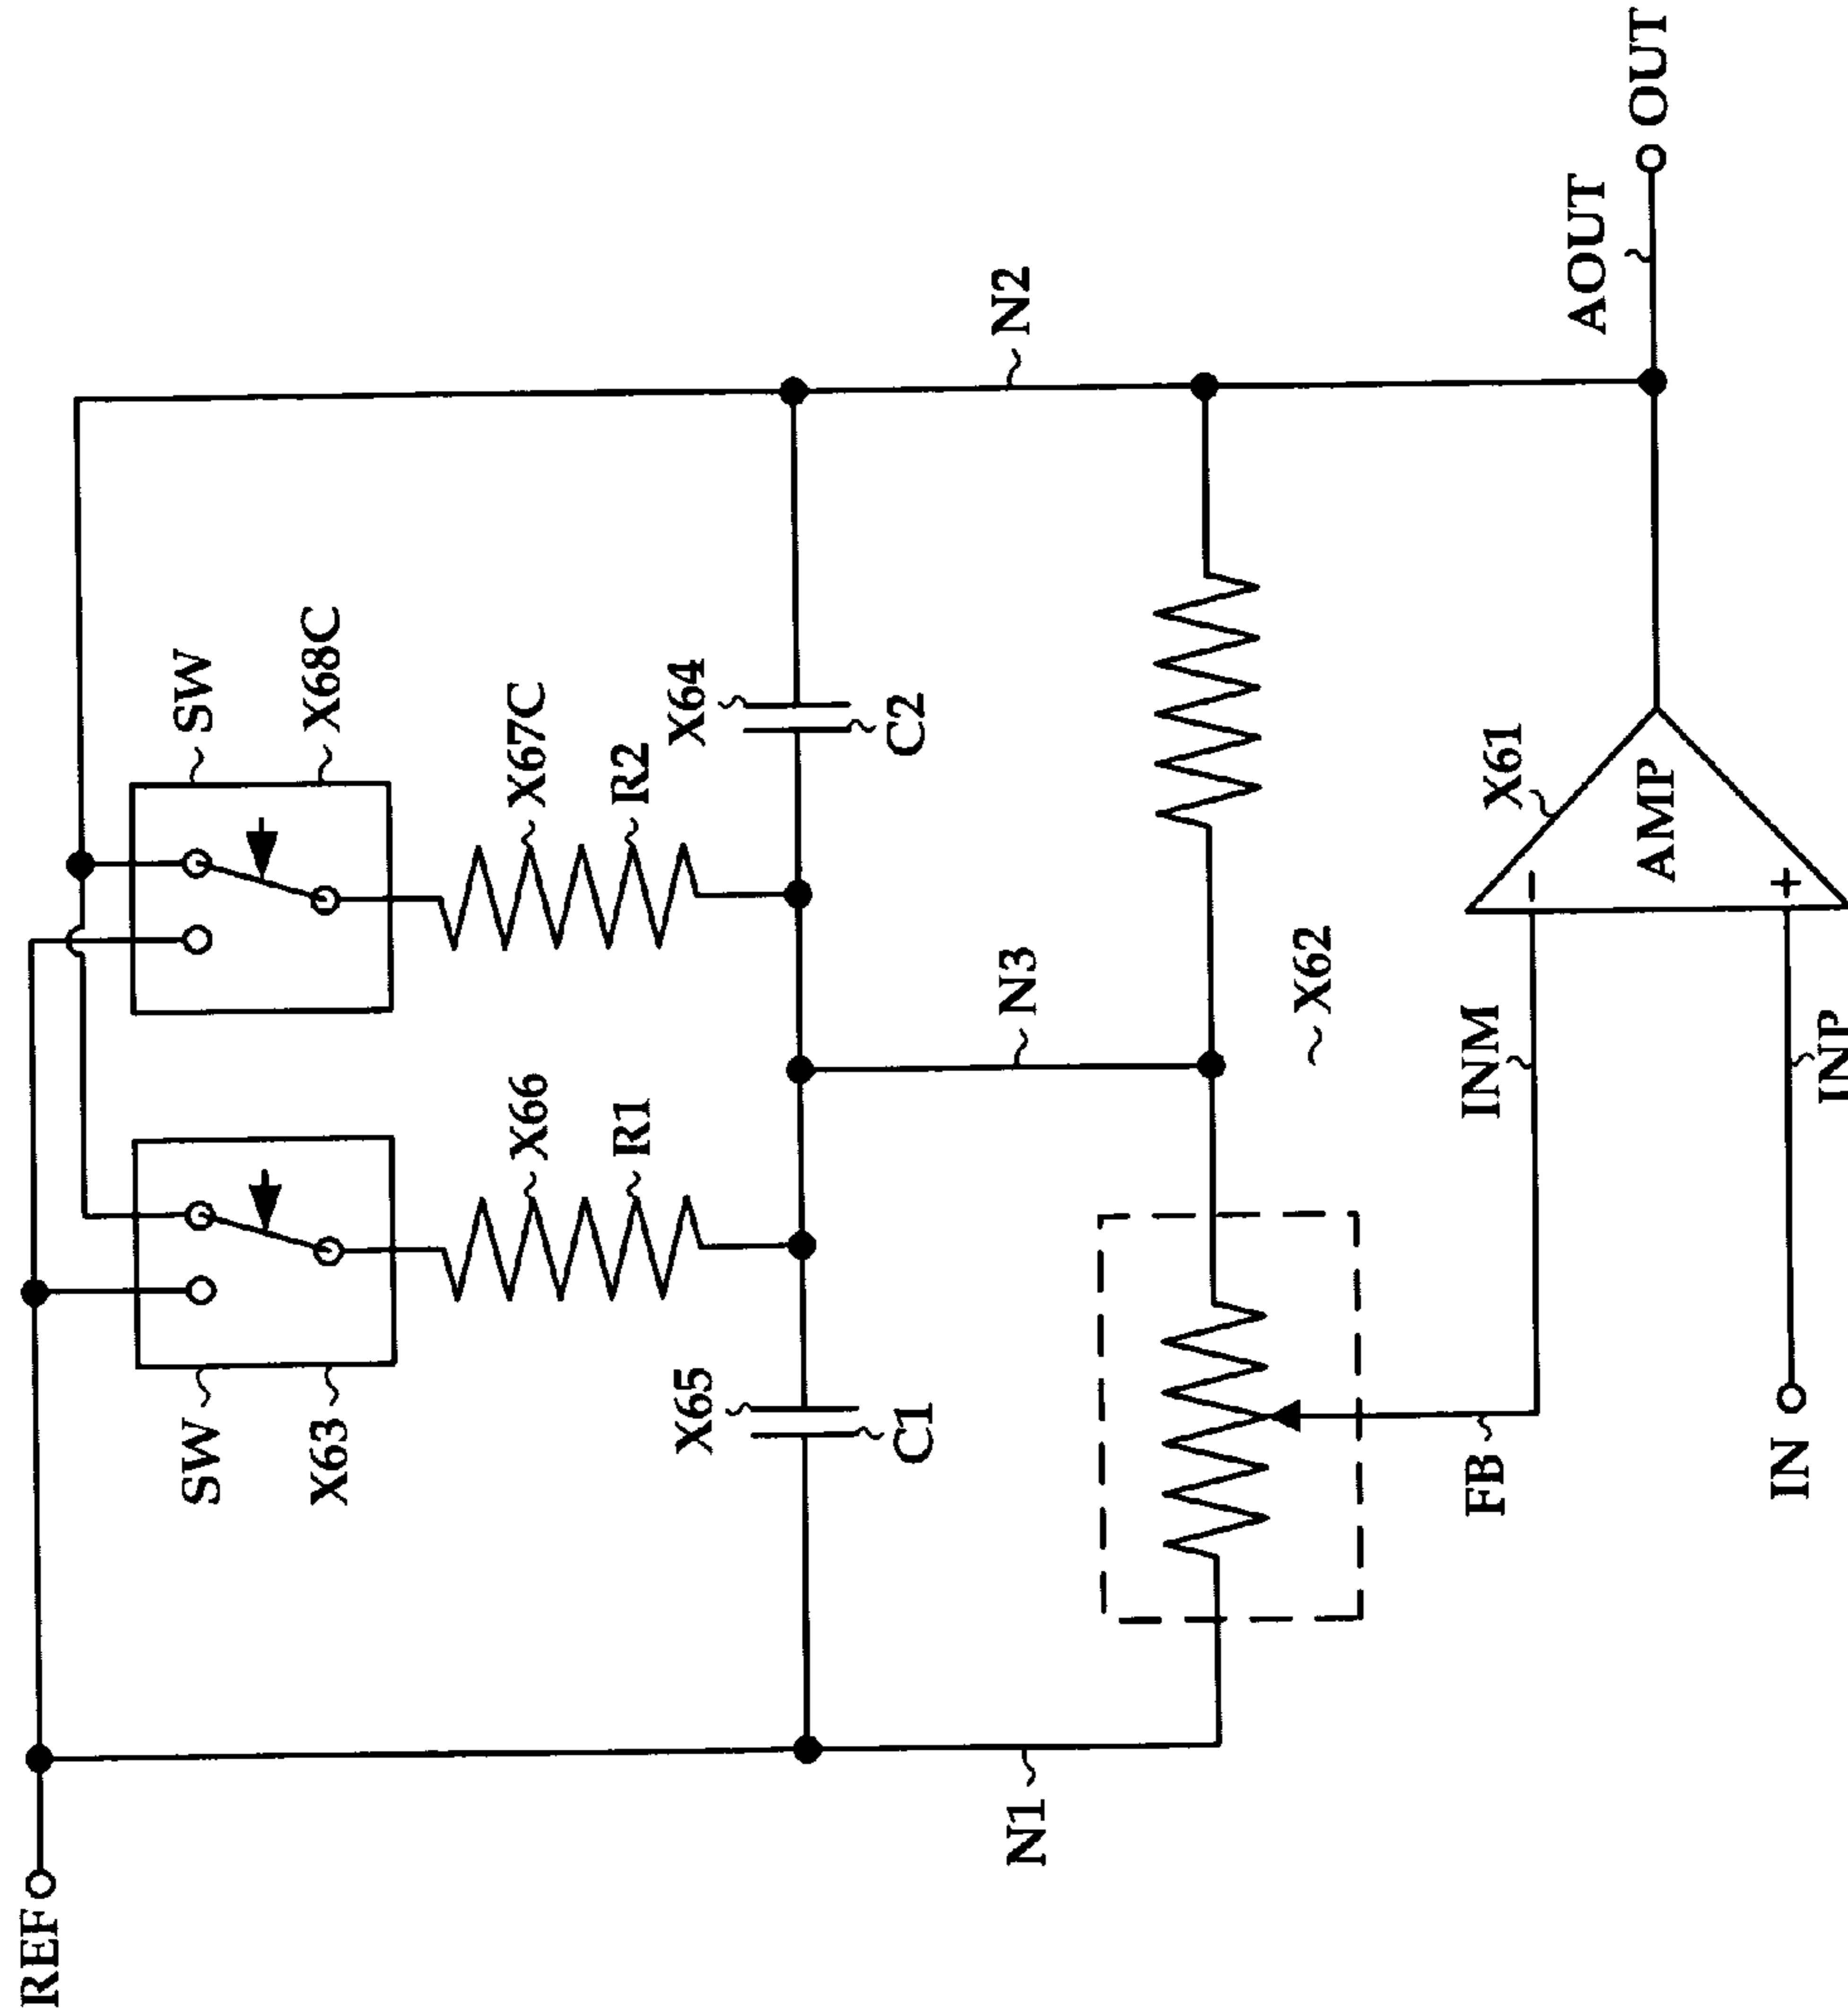 REF
SW
X63
SW
X68C
X66
R1
X67C
R2
X65
C1
X64
C2
N1
N3
N2
X62
FB
INM
X61
AMP
−
+
AOUT
OUT
IN
INP